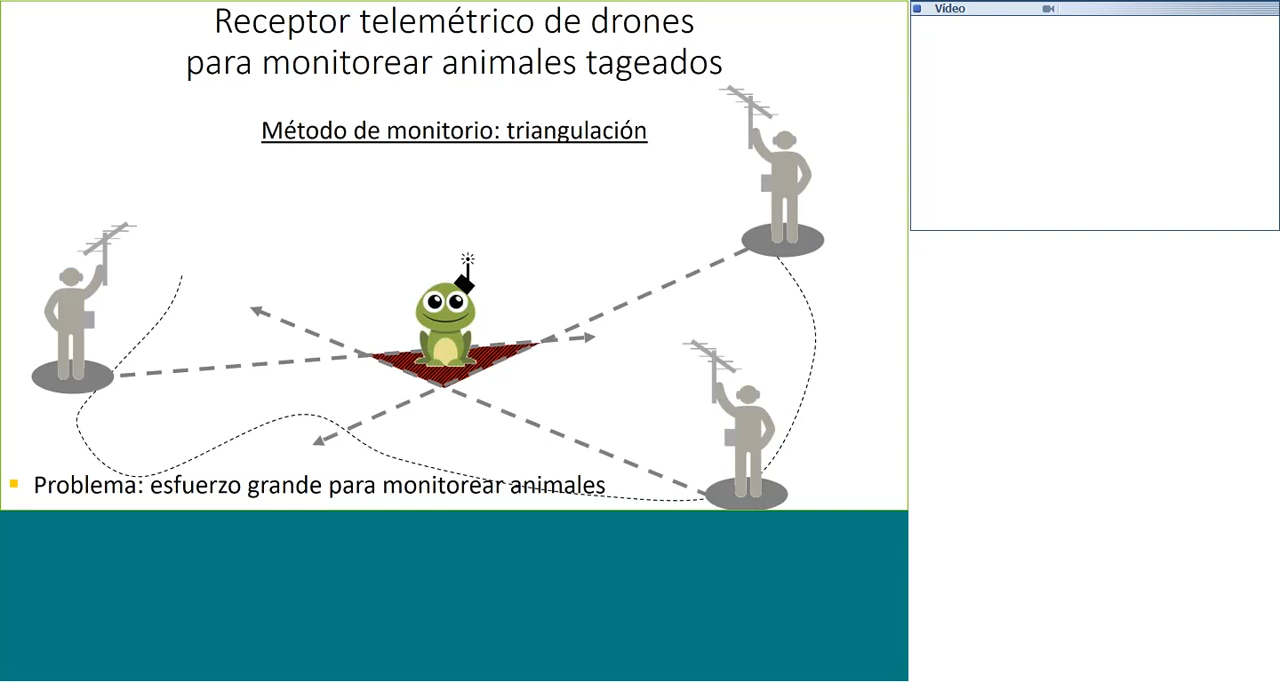 Receptor telemétrico de drones
para monitorear animales tageados
Método de monitorio: triangulación
Problema: esfuerzo grande para monitorear animales
Vídeo